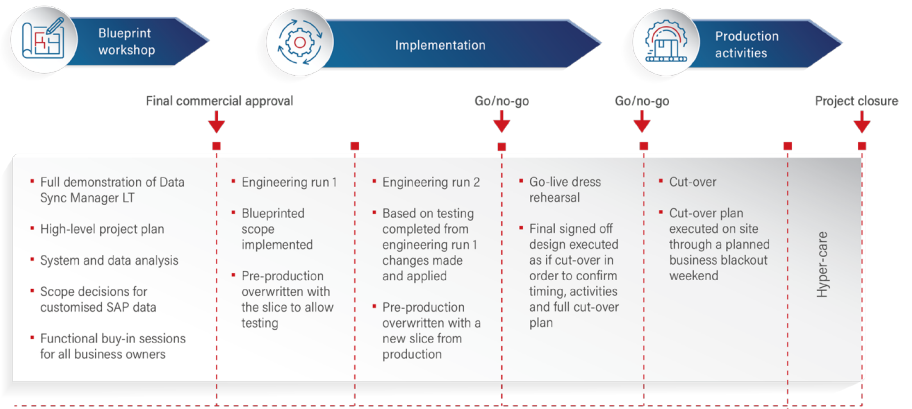 Blueprint
workshop
Implementation
Production
activities
Final commercial approval
Go/no-go
Go/no-go
Project closure
▪ Full demonstration of Data
Sync Manager LT
▪ High-level project plan
▪ System and data analysis
▪ Scope decisions for
customised SAP data
▪ Functional buy-in sessions
for all business owners
▪ Engineering run 1
▪ Blueprinted
scope
implemented
▪ Pre-production
overwritten with
the slice to allow
testing
▪ Engineering run 2
▪ Based on testing
completed from
engineering run 1
changes made
and applied
▪ Pre-production
overwritten with a
new slice from
production
▪ Go-live dress
rehearsal
▪ Final signed off
design executed
as if cut-over in
order to confirm
timing, activities
and full cut-over
plan
▪ Cut-over
▪ Cut-over plan
executed on site
through a planned
business blackout
weekend
Hyper-care